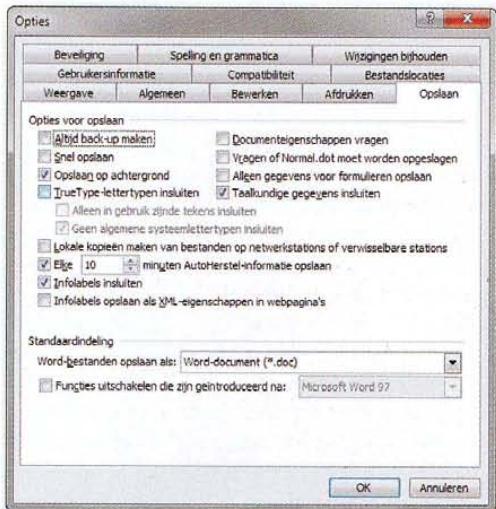 Opties
Beveiliging Spelling en grammatica Wijzigingen bijhouden
Gebruikersinformatie Compatibiliteit Bestandslocaties
Weergave Algemeen Bewerken Afdrukken Opslaan
Opties voor opslaan
Altijd back-up maken Documenteigenschappen vragen
Snel opslaan Vragen of Normal.dot moet worden opgeslagen
Opslaan op achtergrond Alleen gegevens voor formulieren opslaan
TrueType-lettertypen insluiten Taalkundige gegevens insluiten
Alleen in gebruik zijnde tekens insluiten
Geen algemene systeemlettertypen insluiten
Lokale kopieën maken van bestanden op netwerkstations of verwisselbare stations
Elke 10 minuten AutoHerstel-informatie opslaan
Infolabels insluiten
Infolabels opslaan als XML-eigenschappen in webpagina's
Standaardindeling
Word-bestanden opslaan als: Word-document (*.doc)
Functies uitschakelen die zijn geïntroduceerd na: Microsoft Word 97
OK Annuleren